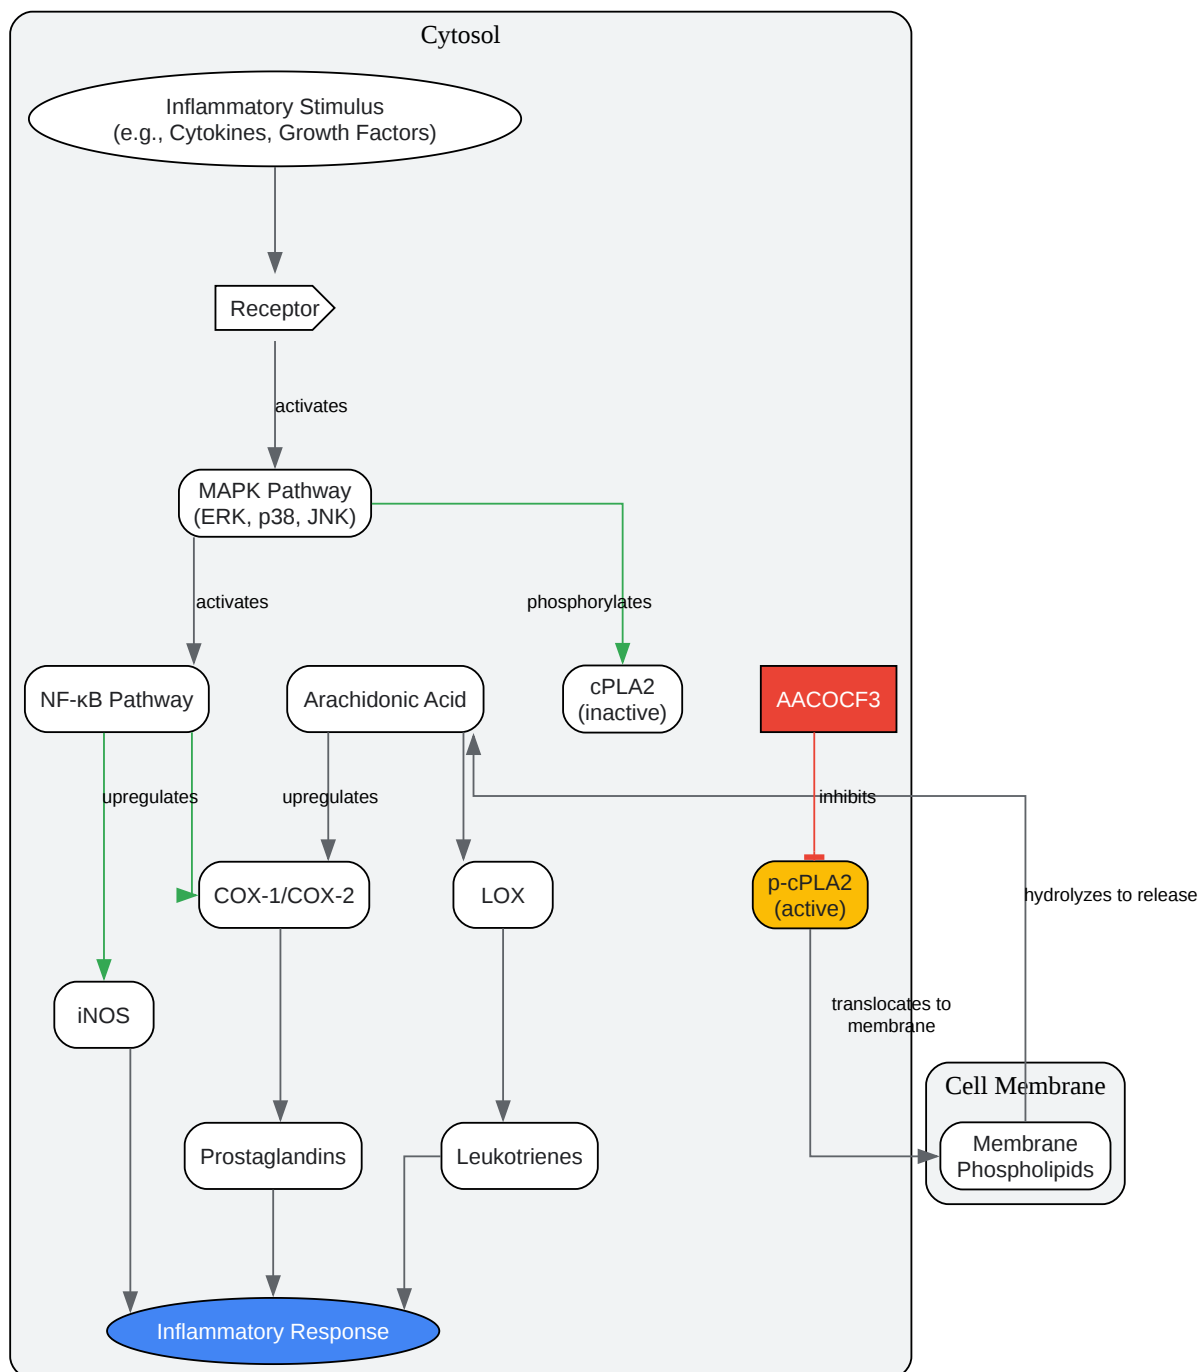 Cytosol
Inflammatory Stimulus
(e.g., Cytokines, Growth Factors)
Receptor
activates
MAPK Pathway
(ERK, p38, JNK)
activates
phosphorylates
NF-κB Pathway
Arachidonic Acid
cPLA2
(inactive)
AACOCF3
upregulates
upregulates
inhibits
COX-1/COX-2
LOX
p-cPLA2
(active)
hydrolyzes to release
iNOS
translocates to
membrane
Cell Membrane
Prostaglandins
Leukotrienes
Membrane
Phospholipids
Inflammatory Response